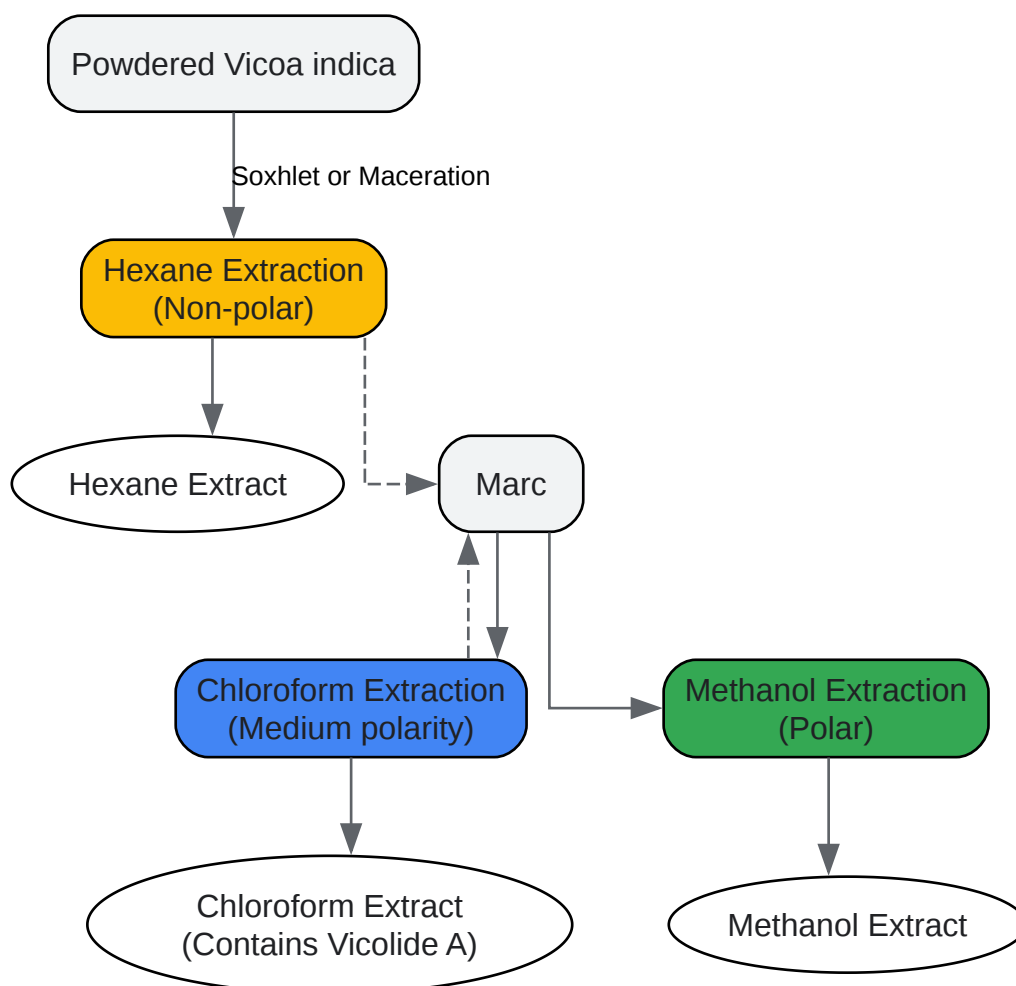 Powdered Vicoa indica
Soxhlet or Maceration
Hexane Extraction
(Non-polar)
Hexane Extract
Marc
Chloroform Extraction
(Medium polarity)
Methanol Extraction
(Polar)
Chloroform Extract
(Contains Vicolide A)
Methanol Extract